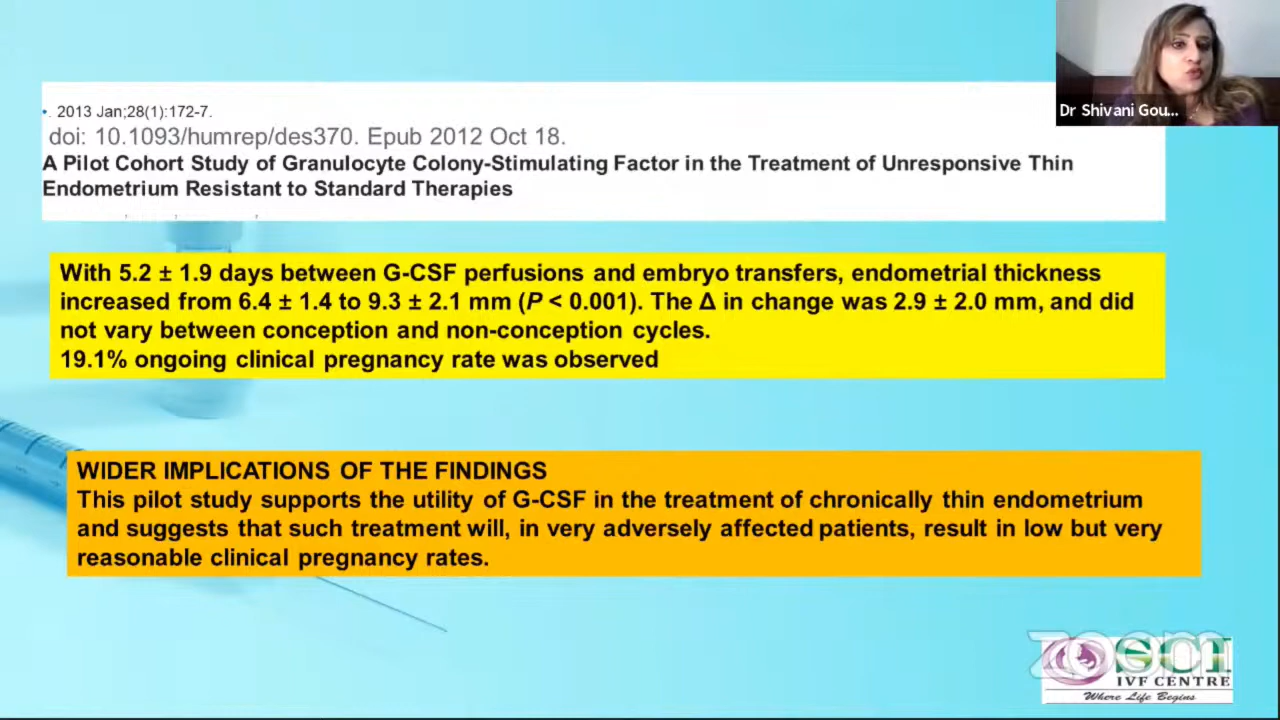 •. 2013 Jan;28(1):172-7.
doi: 10.1093/humrep/des370. Epub 2012 Oct 18.
A Pilot Cohort Study of Granulocyte Colony-Stimulating Factor in the Treatment of Unresponsive Thin
Endometrium Resistant to Standard Therapies
Dr Shivani Gou...
With 5.2 ± 1.9 days between G-CSF perfusions and embryo transfers, endometrial thickness
increased from 6.4 ± 1.4 to 9.3 ± 2.1 mm (P < 0.001). The Δ in change was 2.9 ± 2.0 mm, and did
not vary between conception and non-conception cycles.
19.1% ongoing clinical pregnancy rate was observed
WIDER IMPLICATIONS OF THE FINDINGS
This pilot study supports the utility of G-CSF in the treatment of chronically thin endometrium
and suggests that such treatment will, in very adversely affected patients, result in low but very
reasonable clinical pregnancy rates.
zoom
SCI
IVF CENTRE
Where Life Begins